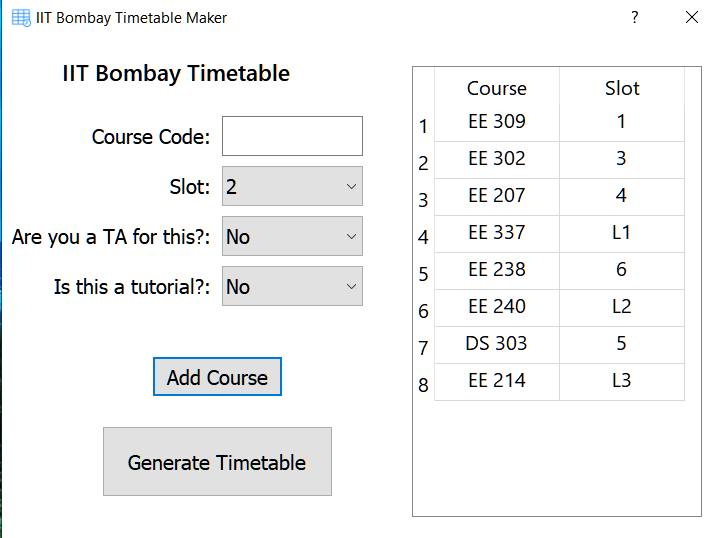 IIT Bombay Timetable Maker
?
IIT Bombay Timetable
Course Code:
Slot: 2
Are you a TA for this?: No
Is this a tutorial?: No
Add Course
Generate Timetable
Course Slot
1 EE 309 1
2 EE 302 3
3 EE 207 4
4 EE 337 L1
5 EE 238 6
6 EE 240 L2
7 DS 303 5
8 EE 214 L3